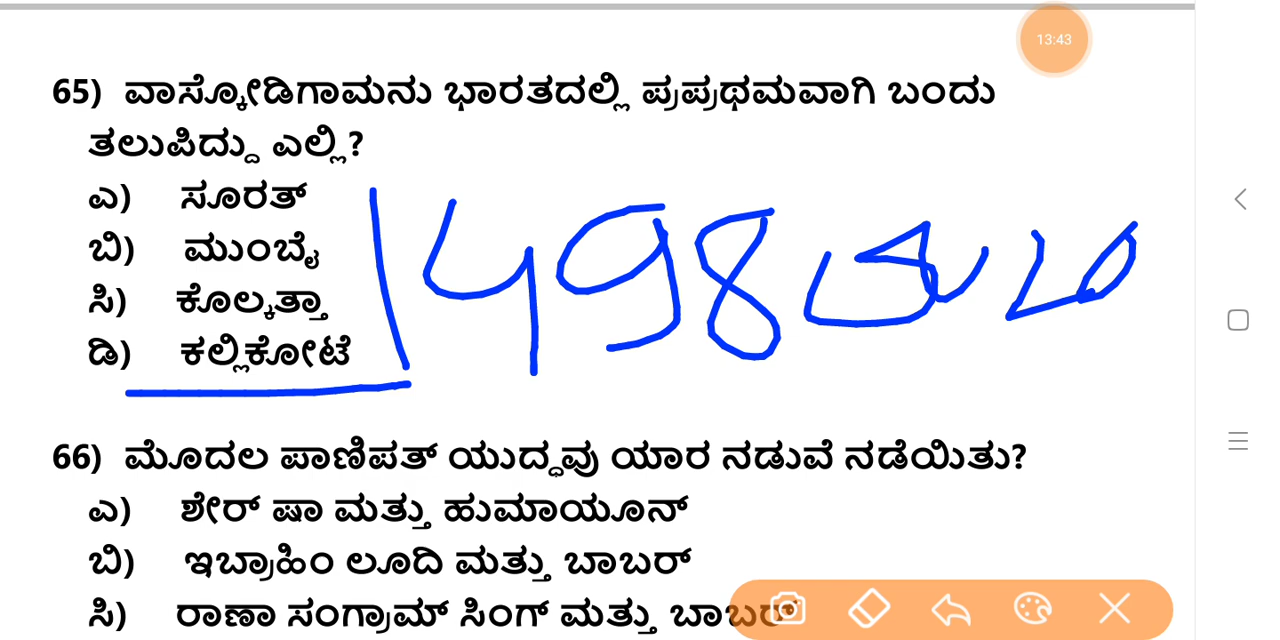 13:43
65) ವಾಸ್ಕೋಡಿಗಾಮನು ಭಾರತದಲ್ಲಿ ಪ್ರಪ್ರಥಮವಾಗಿ ಬಂದು
ತಲುಪಿದ್ದು ಎಲ್ಲಿ?
ಎ) ಸೂರತ್
ಬಿ) ಮುಂಬೈ
ಸಿ) ಕೊಲ್ಕತ್ತಾ
ಡಿ) ಕಲ್ಲಿಕೋಟೆ
1498
66) ಮೊದಲ ಪಾಣಿಪತ್ ಯುದ್ಧವು ಯಾರ ನಡುವೆ ನಡೆಯಿತು?
ಎ) ಶೇರ್ ಷಾ ಮತ್ತು ಹುಮಾಯೂನ್
ಬಿ) ಇಬ್ರಾಹಿಂ ಲೂದಿ ಮತ್ತು ಬಾಬರ್
ಸಿ) ರಾಣಾ ಸಂಗ್ರಾಮ್ ಸಿಂಗ್ ಮತ್ತು ಬಾಬರ್